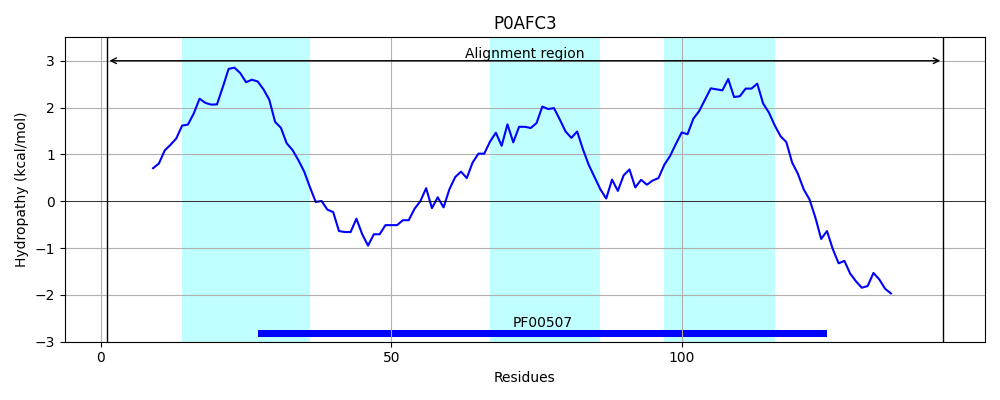 P0AFC3
Alignment region
Hydropathy (kcal/mol)
3
2
1
0
−1
−2
−3
PF00507
0 50 100
Residues